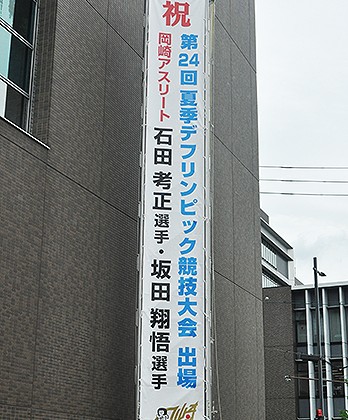 祝
第24回 夏季デフリンピック競技大会 出場
岡崎アスリート 石田 考正選手・坂田 翔悟選手